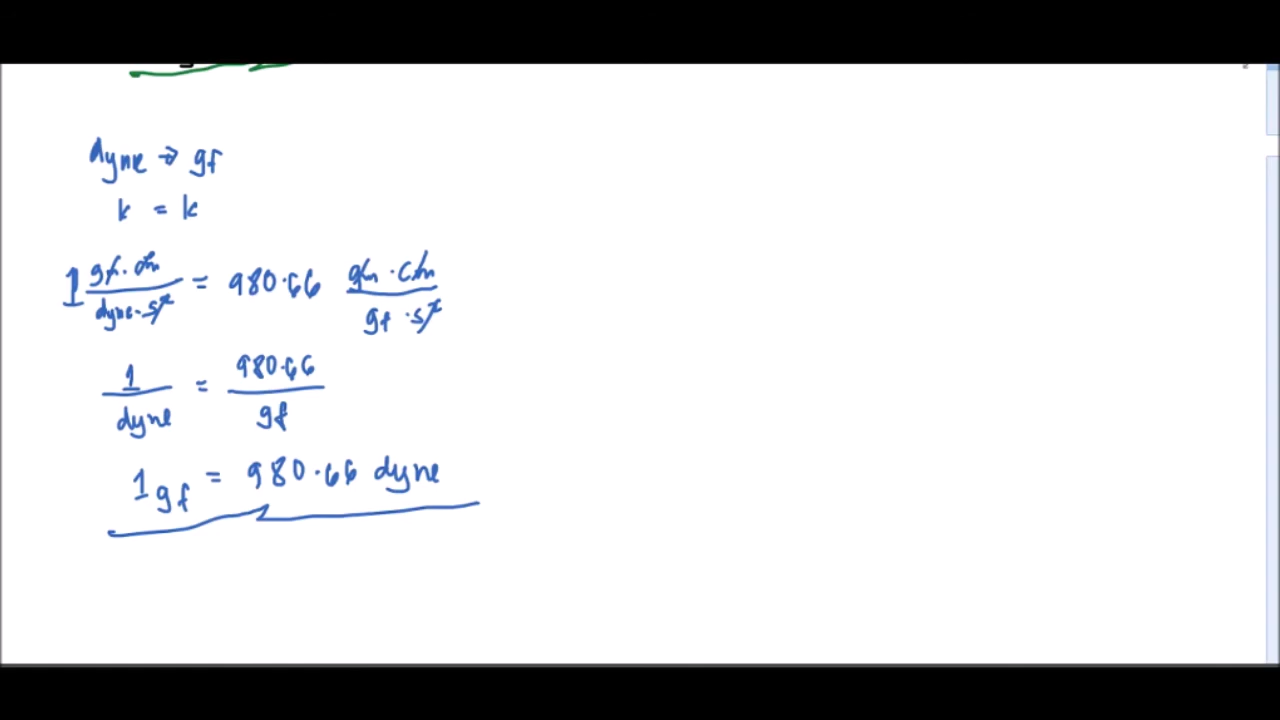 dyne → gf
k = k
1 gm·cm / dyne·s² = 980.66 gm·cm / gf·s²
1 / dyne = 980.66 / gf
1 gf = 980.66 dyne